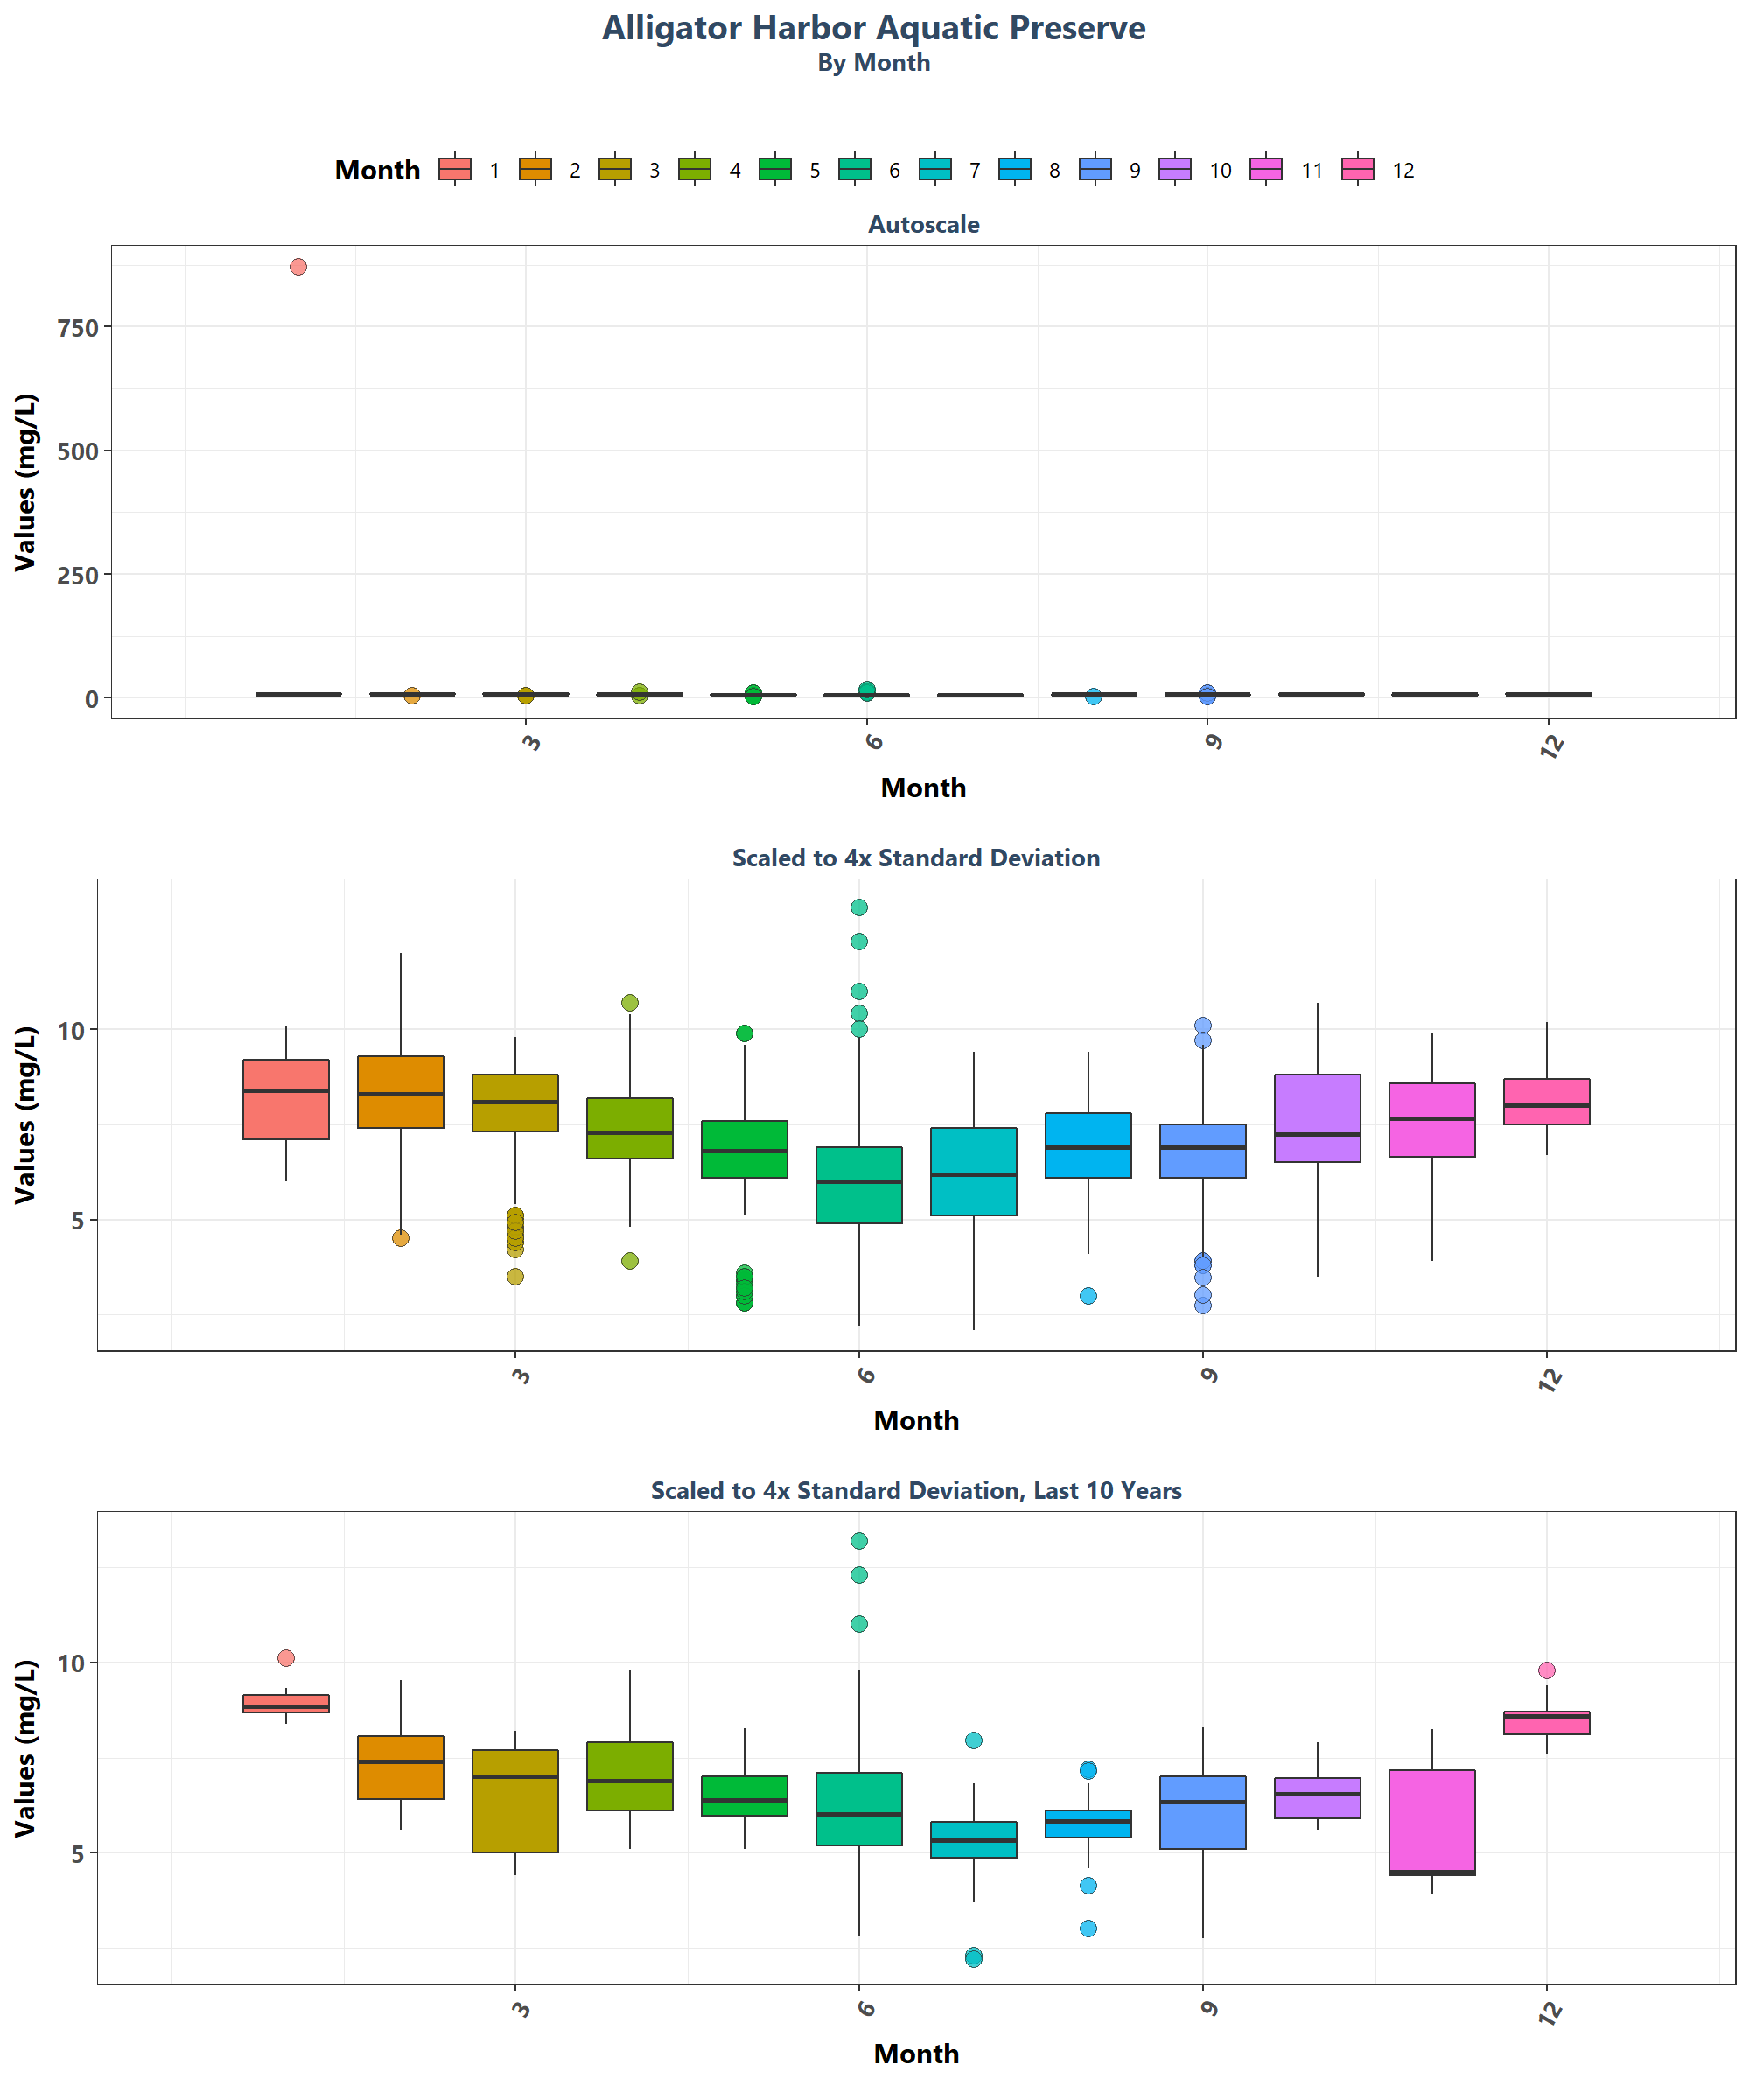 Alligator Harbor Aquatic Preserve
By Month
Month 1 2 3 4 5 6 7 8 9 10 11 12
Autoscale
Values (mg/L)
750
500
250
0
3 6 9 12
Month
Scaled to 4x Standard Deviation
Values (mg/L)
10
5
3 6 9 12
Month
Scaled to 4x Standard Deviation, Last 10 Years
Values (mg/L)
10
5
3 6 9 12
Month